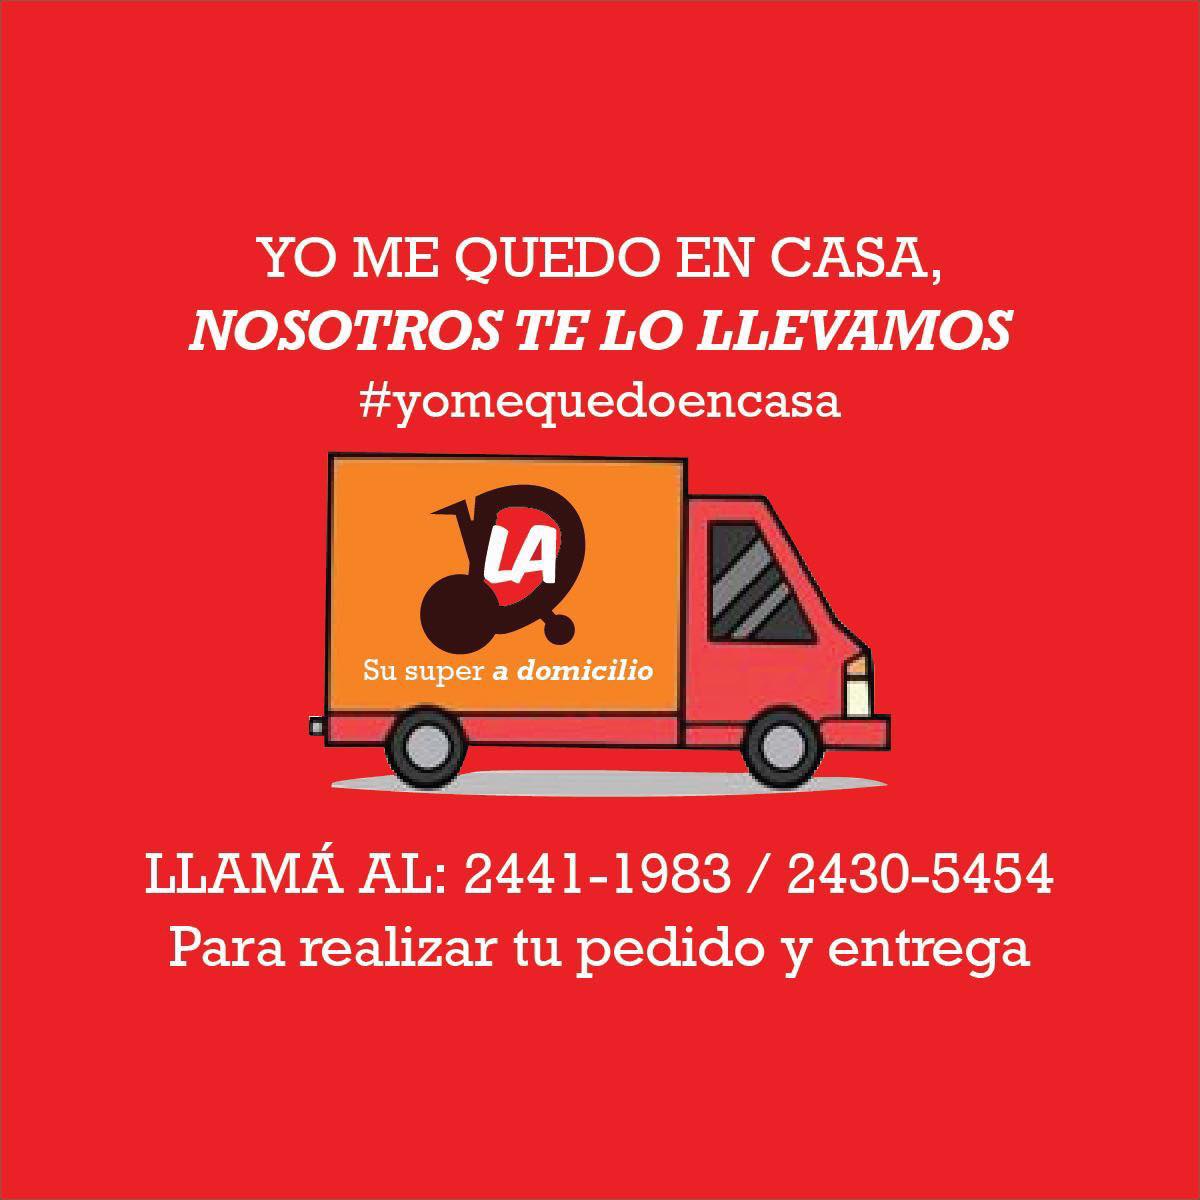 YO ME QUEDO EN CASA,
NOSOTROS TE LO LLEVAMOS
#yomequedoencasa
LA
Su super a domicilio
LLAMÁ AL: 2441-1983 / 2430-5454
Para realizar tu pedido y entrega